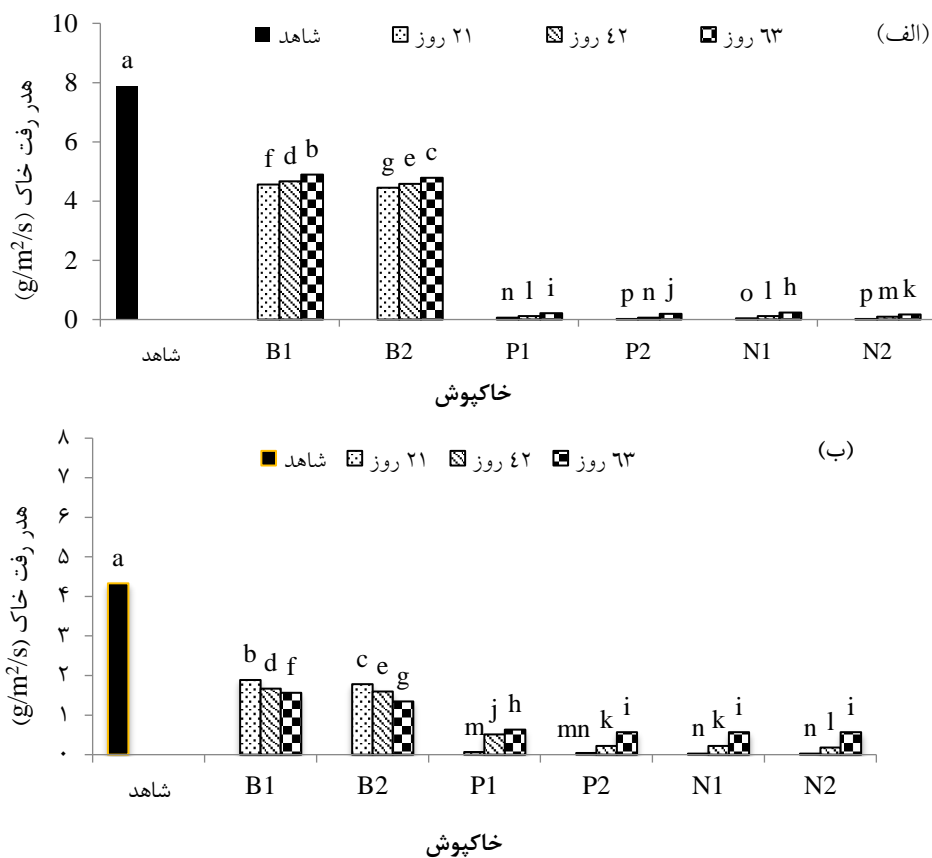 (الف)
شاهد ۲۱ روز ۴۲ روز ۶۳ روز
هدر رفت خاک (g/m²/s)
10
8
6
4
2
0
a
f d b
g e c
n l i
p n j
o l h
p m k
شاهد B1 B2 P1 P2 N1 N2
خاکپوش
(ب)
شاهد ۲۱ روز ۴۲ روز ۶۳ روز
هدر رفت خاک (g/m²/s)
۸
۷
۶
۵
۴
۳
۲
۱
۰
a
b d f
c e g
m j h
mn k i
n k i
n l i
شاهد B1 B2 P1 P2 N1 N2
خاکپوش